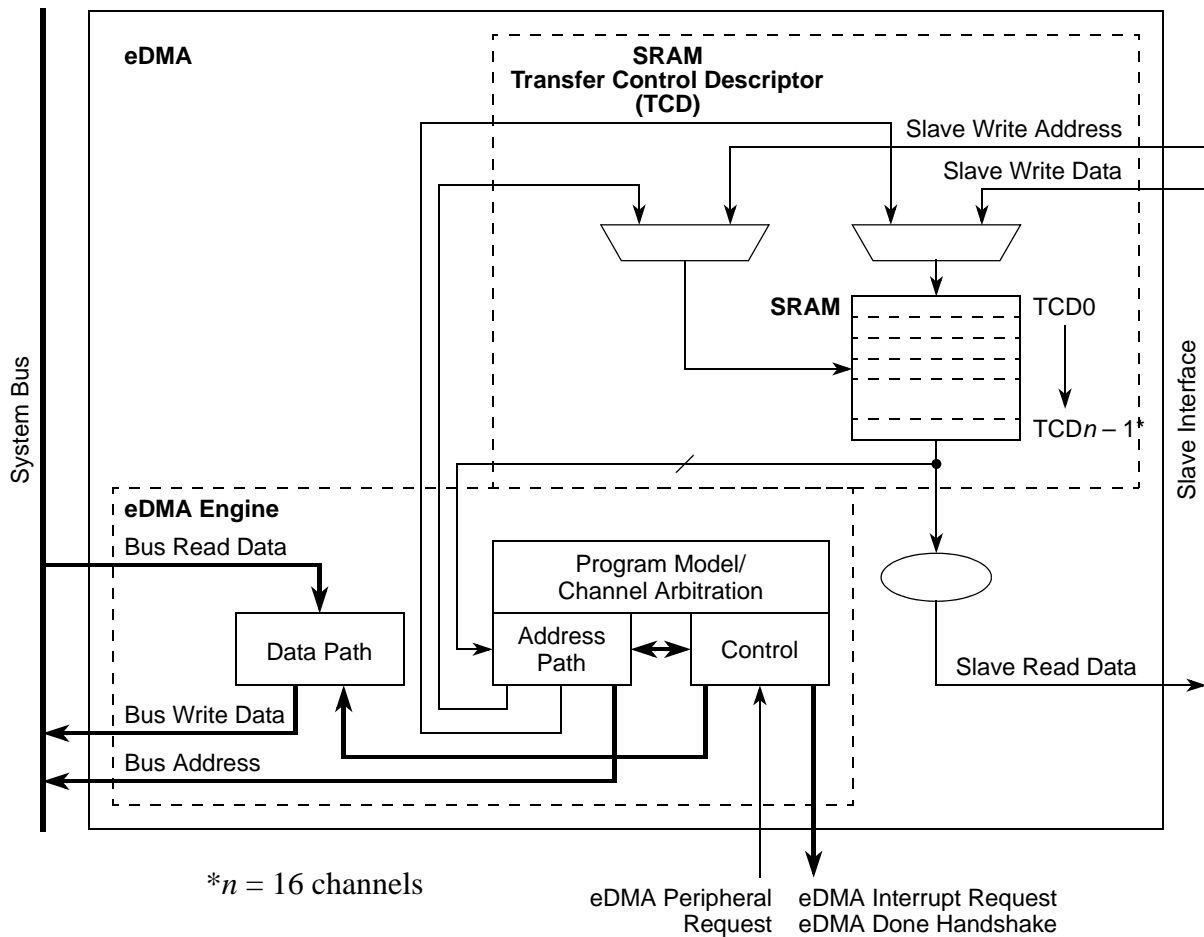 eDMA
SRAM
Transfer Control Descriptor
(TCD)
Slave Write Address
Slave Write Data
SRAM
TCD0
TCDn – 1*
System Bus
Slave Interface
eDMA Engine
Bus Read Data
Program Model/
Channel Arbitration
Data Path
Address
Path
Control
Slave Read Data
Bus Write Data
Bus Address
*n = 16 channels
eDMA Peripheral
Request
eDMA Interrupt Request
eDMA Done Handshake